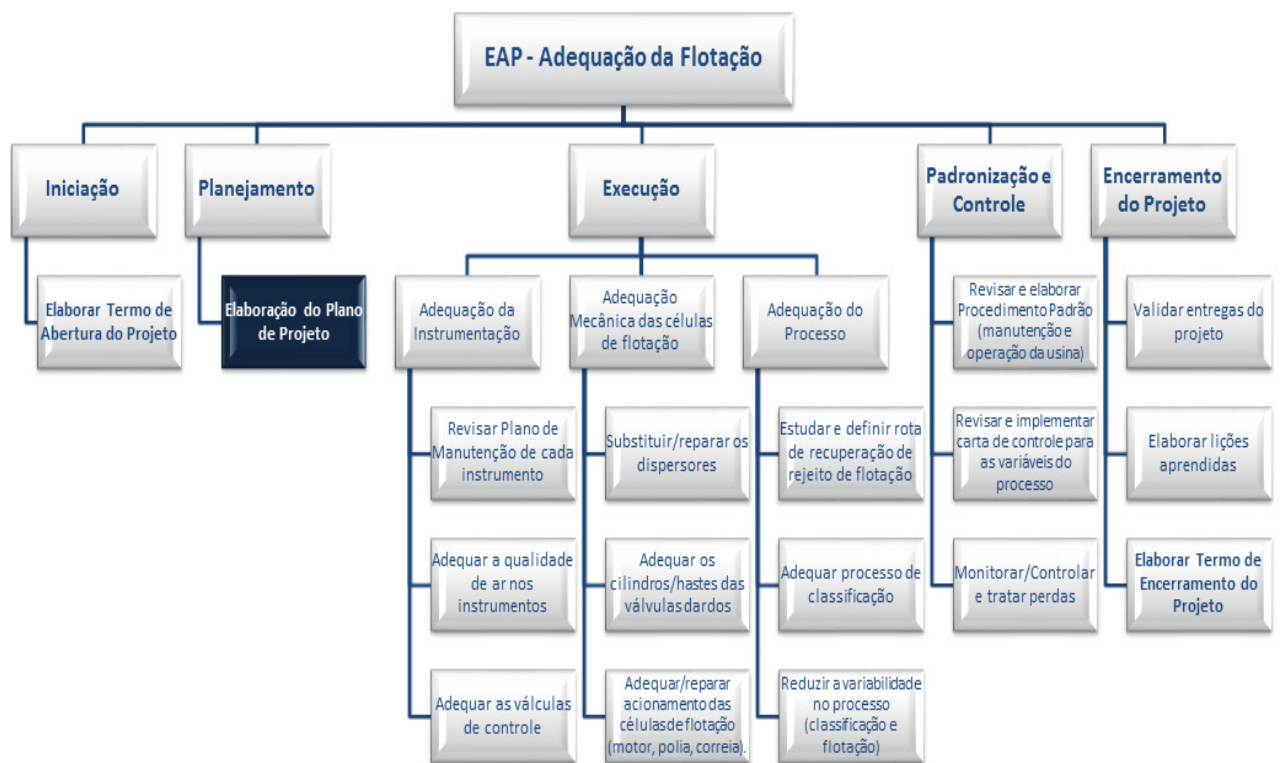 EAP - Adequação da Flotação
Iniciação
Planejamento
Execução
Padronização e
Controle
Encerramento
do Projeto
Elaborar Termo de
Abertura do Projeto
Elaboração do Plano
de Projeto
Adequação da
Instrumentação
Adequação
Mecânica das células
de flotação
Adequação do
Processo
Revisar e elaborar
Procedimento Padrão
(manutenção e
operação da usina)
Validar entregas do
projeto
Revisar Plano de
Manutenção de cada
instrumento
Substituir/reparar os
dispersores
Estudar e definir rota
de recuperação de
rejeito de flotação
Revisar e implementar
carta de controle para
as variáveis do
processo
Elaborar lições
aprendidas
Adequar a qualidade
de ar nos
instrumentos
Adequar os
cilindros/hastes das
válvulas dardos
Adequar processo de
classificação
Monitorar/Controlar
e tratar perdas
Elaborar Termo de
Encerramento do
Projeto
Adequar as válculas
de controle
Adequar/reparar
acionamento das
células de flotação
(motor, polia, correia).
Reduzir a variabilidade
no processo
(classificação e
flotação)